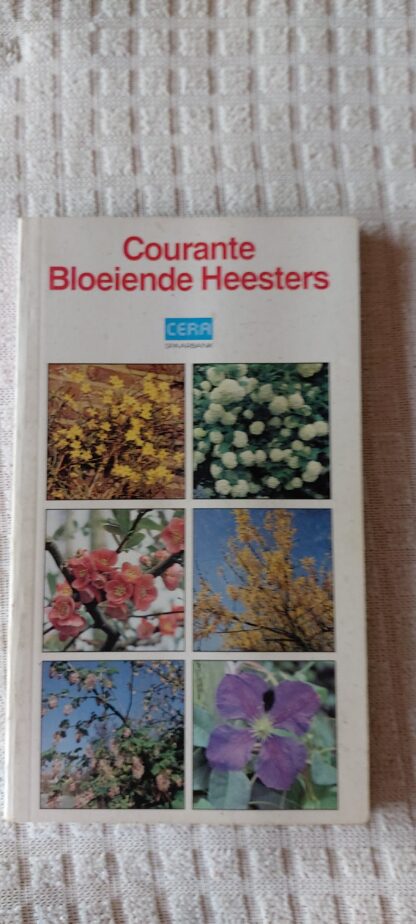 Courante
Bloeiende Heesters
CERA
SPAARBANK